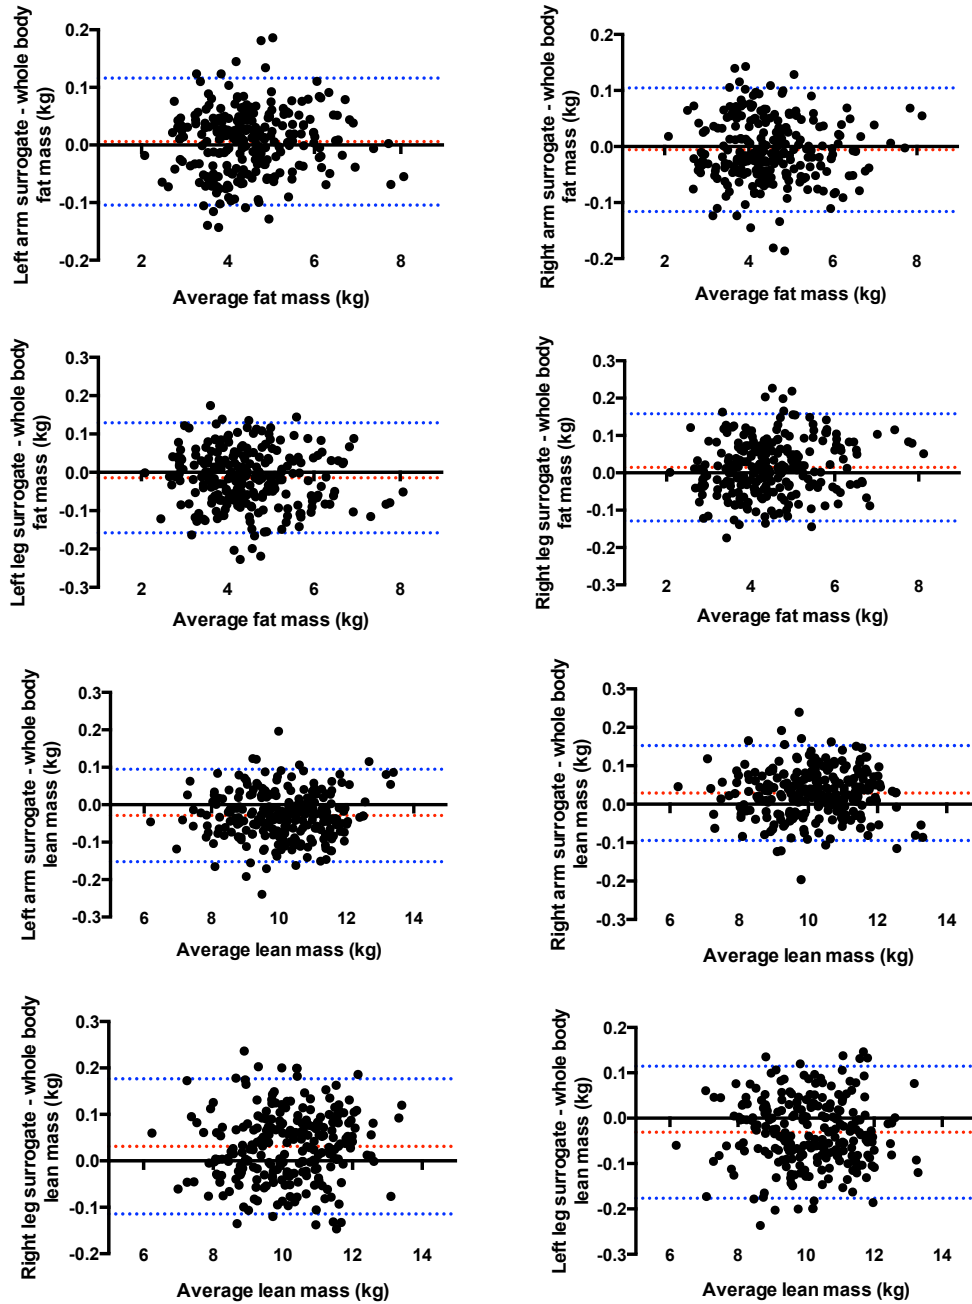 Left arm surrogate - whole body
fat mass (kg)
0.2
0.1
0.0
-0.1
-0.2
2 4 6 8
Average fat mass (kg)
Right arm surrogate - whole body
fat mass (kg)
0.2
0.1
0.0
-0.1
-0.2
2 4 6 8
Average fat mass (kg)
Left leg surrogate - whole body
fat mass (kg)
0.3
0.2
0.1
0.0
-0.1
-0.2
-0.3
2 4 6 8
Average fat mass (kg)
Right leg surrogate - whole body
fat mass (kg)
0.3
0.2
0.1
0.0
-0.1
-0.2
-0.3
2 4 6 8
Average fat mass (kg)
Left arm surrogate - whole body
lean mass (kg)
0.3
0.2
0.1
0.0
-0.1
-0.2
-0.3
6 8 10 12 14
Average lean mass (kg)
Right arm surrogate - whole body
lean mass (kg)
0.3
0.2
0.1
0.0
-0.1
-0.2
-0.3
6 8 10 12 14
Average lean mass (kg)
Right leg surrogate - whole body
lean mass (kg)
0.3
0.2
0.1
0.0
-0.1
-0.2
6 8 10 12 14
Average lean mass (kg)
Left leg surrogate - whole body
lean mass (kg)
0.2
0.1
0.0
-0.1
-0.2
-0.3
6 8 10 12 14
Average lean mass (kg)